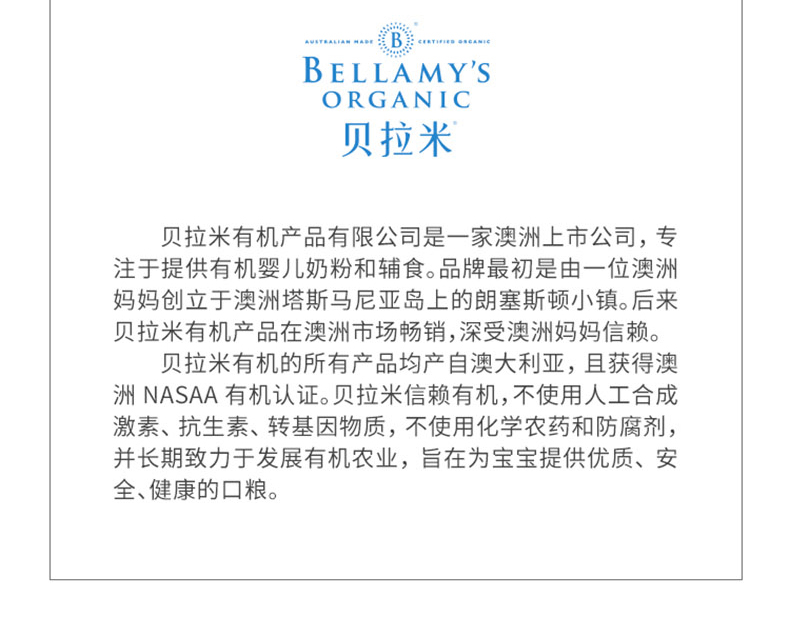 AUSTRALIAN MADE B CERTIFIED ORGANIC
BELLAMY'S
ORGANIC
贝拉米
贝拉米有机产品有限公司是一家澳洲上市公司，专
注于提供有机婴儿奶粉和辅食。品牌最初是由一位澳洲
妈妈创立于澳洲塔斯马尼亚岛上的朗塞斯顿小镇。后来
贝拉米有机产品在澳洲市场畅销，深受澳洲妈妈信赖。
贝拉米有机的所有产品均产自澳大利亚，且获得澳
洲 NASAA 有机认证。贝拉米信赖有机，不使用人工合成
激素、抗生素、转基因物质，不使用化学农药和防腐剂，
并长期致力于发展有机农业，旨在为宝宝提供优质、安
全、健康的口粮。